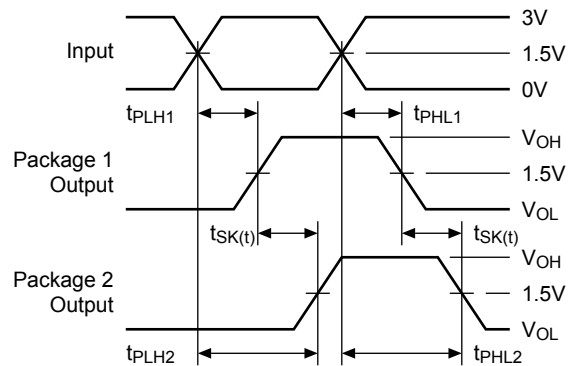 3V
Input
1.5V
0V
tPLH1
tPHL1
VOH
Package 1
Output
1.5V
VOL
tSK(t)
tSK(t)
VOH
Package 2
Output
1.5V
VOL
tPLH2
tPHL2